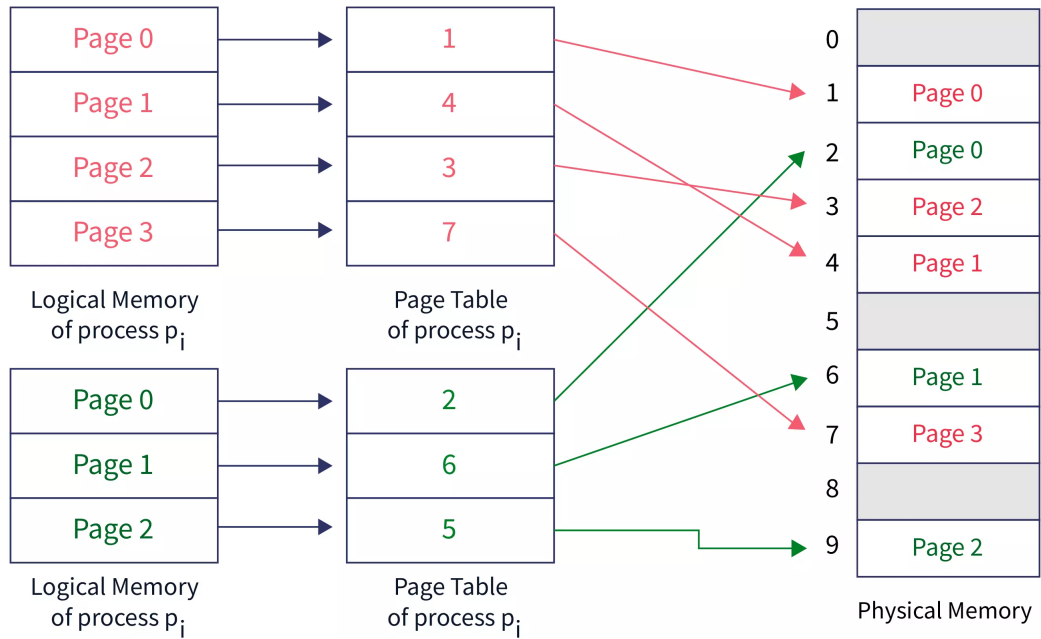 Page 0
Page 1
Page 2
Page 3
Logical Memory
of process pi
1
4
3
7
Page Table
of process pi
Page 0
Page 1
Page 2
Logical Memory
of process pi
2
6
5
Page Table
of process pi
0
1 Page 0
2 Page 0
3 Page 2
4 Page 1
5
6 Page 1
7 Page 3
8
9 Page 2
Physical Memory